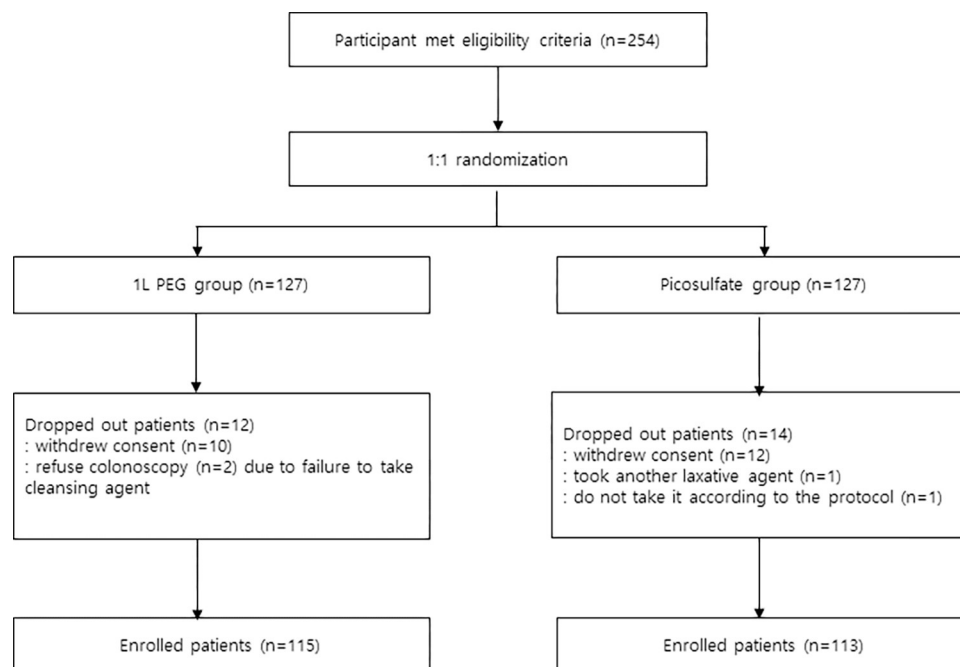 Participant met eligibility criteria (n=254)
1:1 randomization
1L PEG group (n=127)
Picosulfate group (n=127)
Dropped out patients (n=12)
: withdrew consent (n=10)
: refuse colonoscopy (n=2) due to failure to take
cleansing agent
Dropped out patients (n=14)
: withdrew consent (n=12)
: took another laxative agent (n=1)
: do not take it according to the protocol (n=1)
Enrolled patients (n=115)
Enrolled patients (n=113)